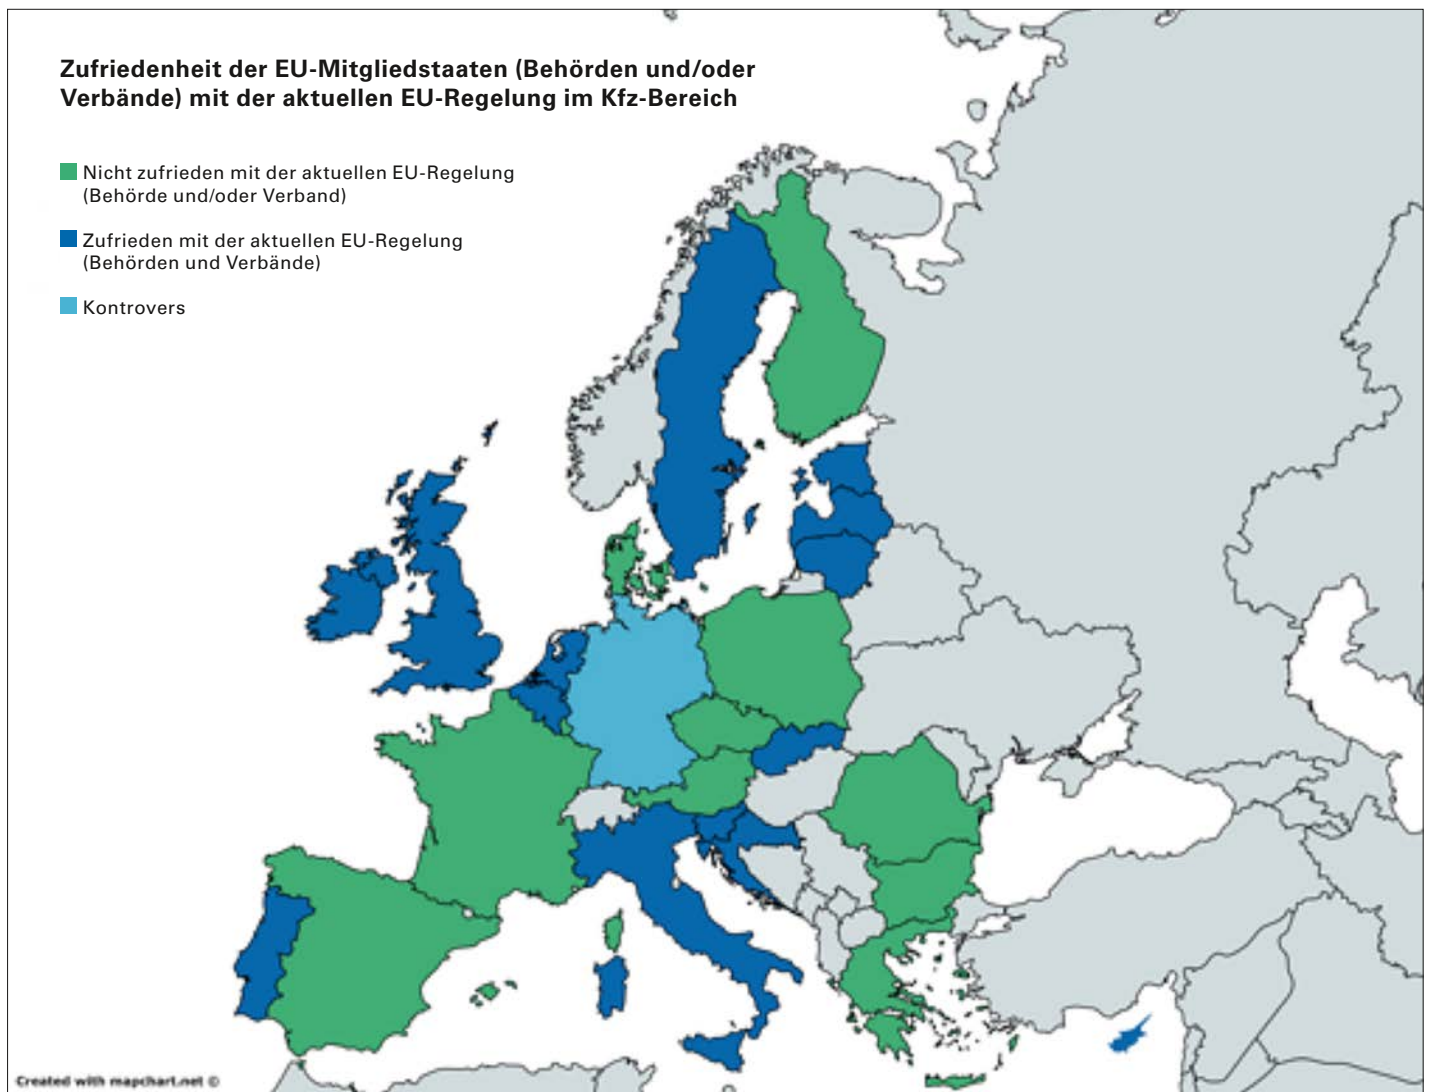 Zufriedenheit der EU-Mitgliedstaaten (Behörden und/oder
Verbände) mit der aktuellen EU-Regelung im Kfz-Bereich
Nicht zufrieden mit der aktuellen EU-Regelung
(Behörde und/oder Verband)
Zufrieden mit der aktuellen EU-Regelung
(Behörden und Verbände)
Kontrovers
Created with mapchart.net ©